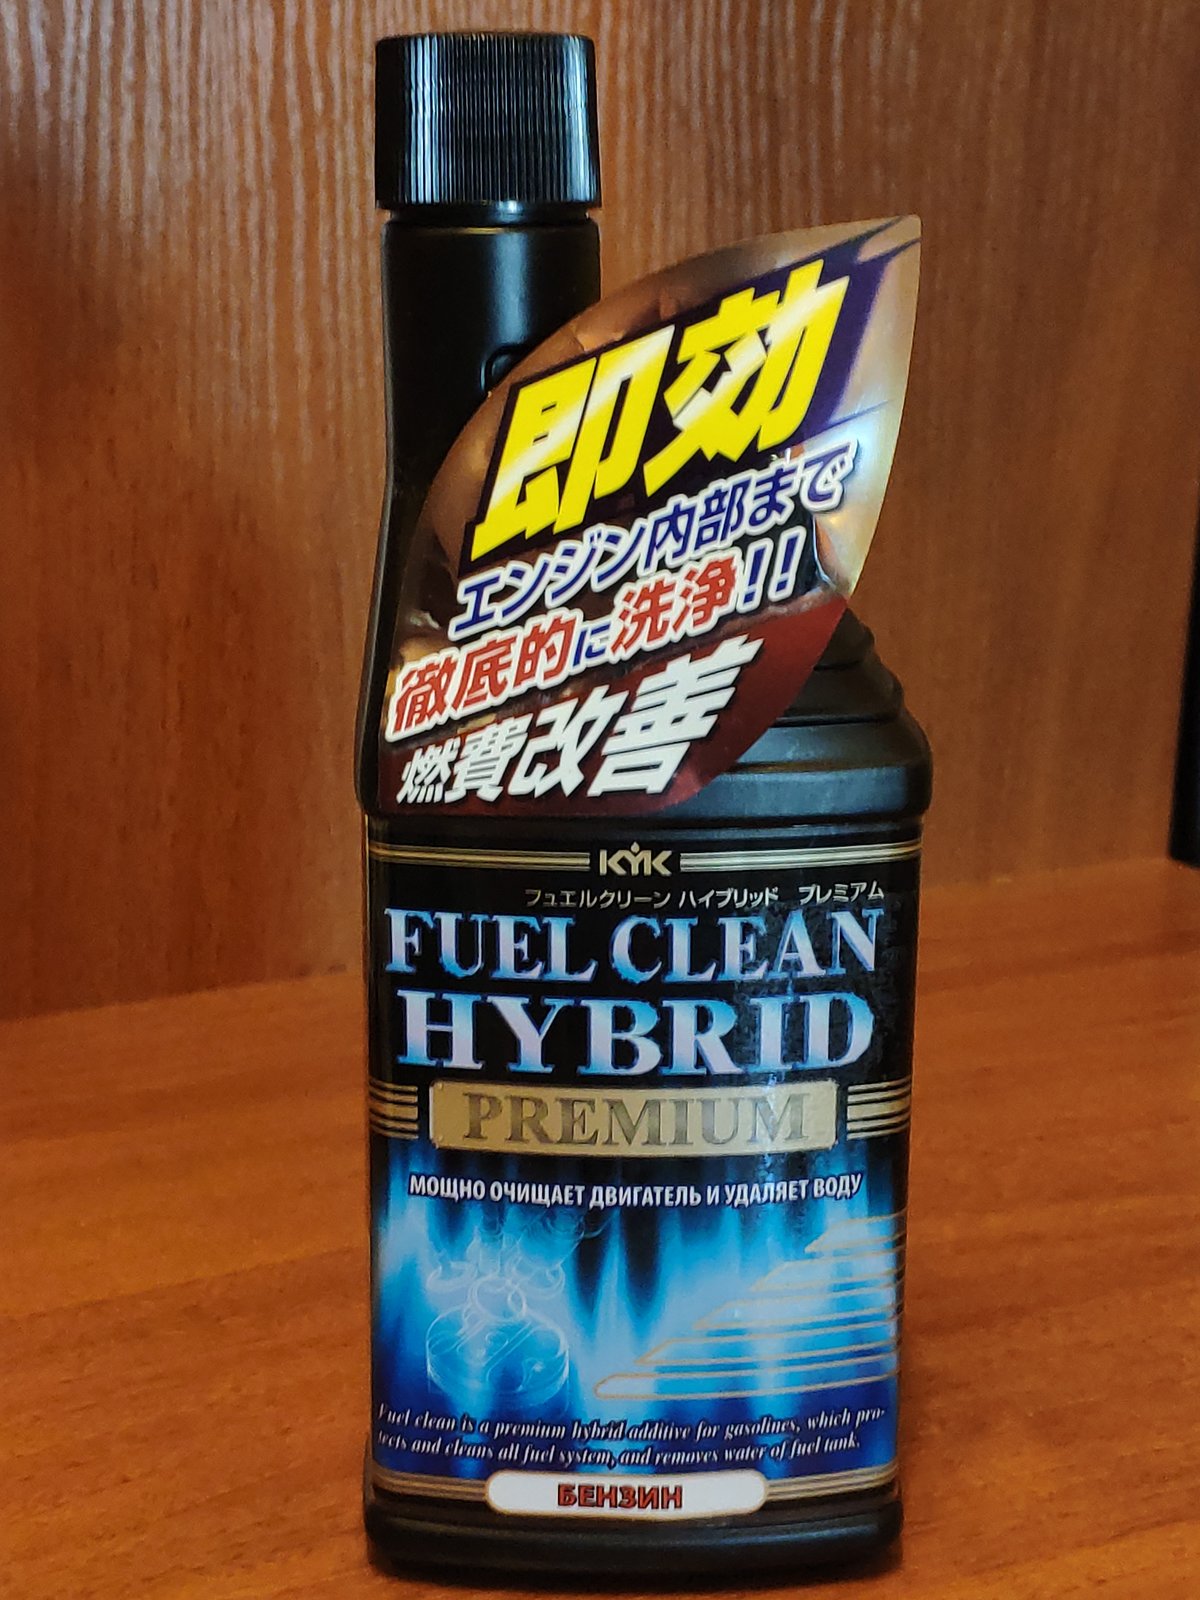 即効
エンジン内部まで
徹底的に洗浄!!
燃費改善
KYK
フュエルクリーン ハイブリッド プレミアム
FUEL CLEAN
HYBRID
PREMIUM
МОЩНО ОЧИЩАЕТ ДВИГАТЕЛЬ И УДАЛЯЕТ ВОДУ
Fuel clean is a premium hybrid additive for gasolines, which pro-
tects and cleans all fuel system, and removes water of fuel tank.
БЕНЗИН